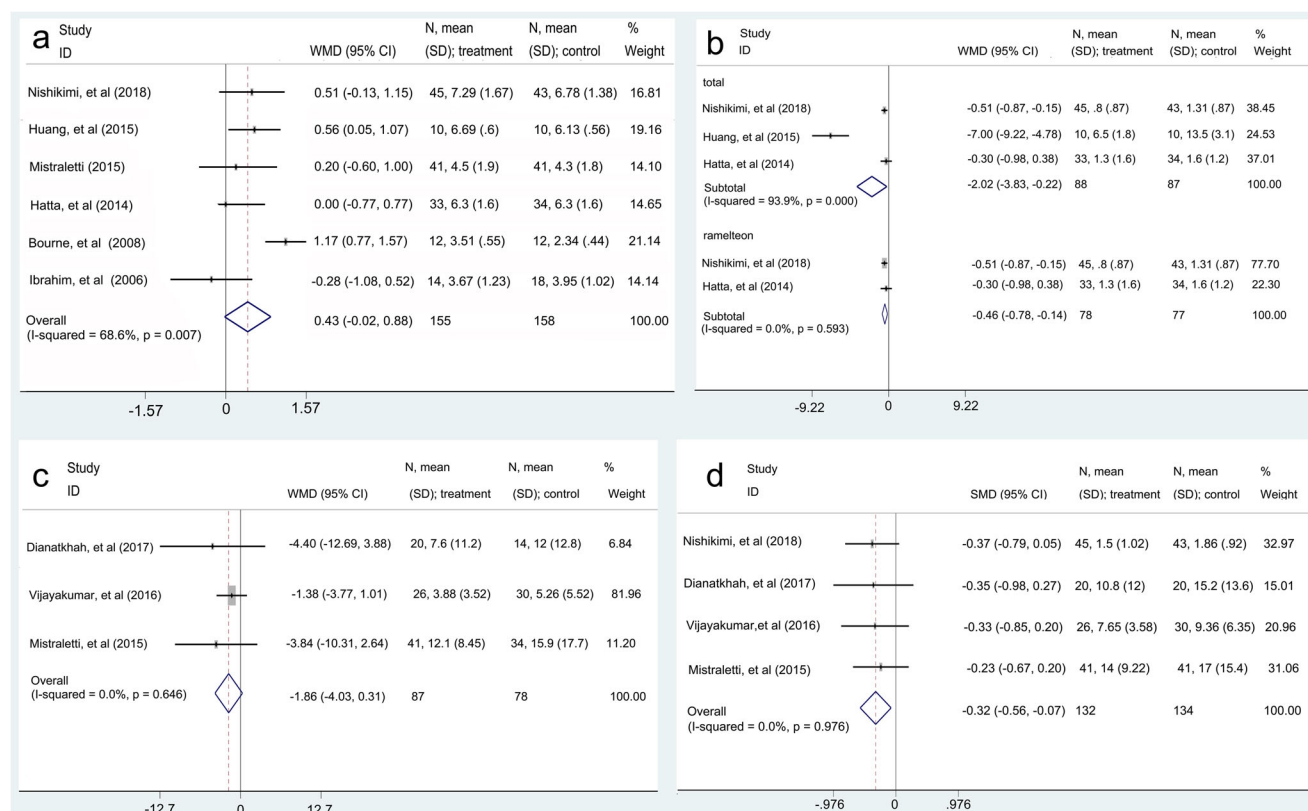 a
Study N, mean N, mean %
ID WMD (95% CI) (SD); treatment (SD); control Weight
Nishikimi, et al (2018) 0.51 (-0.13, 1.15) 45, 7.29 (1.67) 43, 6.78 (1.38) 16.81
Huang, et al (2015) 0.56 (0.05, 1.07) 10, 6.69 (.6) 10, 6.13 (.56) 19.16
Mistraletti (2015) 0.20 (-0.60, 1.00) 41, 4.5 (1.9) 41, 4.3 (1.8) 14.10
Hatta, et al (2014) 0.00 (-0.77, 0.77) 33, 6.3 (1.6) 34, 6.3 (1.6) 14.65
Bourne, et al (2008) 1.17 (0.77, 1.57) 12, 3.51 (.55) 12, 2.34 (.44) 21.14
Ibrahim, et al (2006) -0.28 (-1.08, 0.52) 14, 3.67 (1.23) 18, 3.95 (1.02) 14.14
Overall 0.43 (-0.02, 0.88) 155 158 100.00
(I-squared = 68.6%, p = 0.007)
-1.57 0 1.57
b
Study N, mean N, mean %
ID WMD (95% CI) (SD); treatment (SD); control Weight
total
Nishikimi, et al (2018) -0.51 (-0.87, -0.15) 45, .8 (.87) 43, 1.31 (.87) 38.45
Huang, et al (2015) -7.00 (-9.22, -4.78) 10, 6.5 (1.8) 10, 13.5 (3.1) 24.53
Hatta, et al (2014) -0.30 (-0.98, 0.38) 33, 1.3 (1.6) 34, 1.6 (1.2) 37.01
Subtotal -2.02 (-3.83, -0.22) 88 87 100.00
(I-squared = 93.9%, p = 0.000)
ramelteon
Nishikimi, et al (2018) -0.51 (-0.87, -0.15) 45, .8 (.87) 43, 1.31 (.87) 77.70
Hatta, et al (2014) -0.30 (-0.98, 0.38) 33, 1.3 (1.6) 34, 1.6 (1.2) 22.30
Subtotal -0.46 (-0.78, -0.14) 78 77 100.00
(I-squared = 0.0%, p = 0.593)
-9.22 0 9.22
c
Study N, mean N, mean %
ID WMD (95% CI) (SD); treatment (SD); control Weight
Dianatkhah, et al (2017) -4.40 (-12.69, 3.88) 20, 7.6 (11.2) 14, 12 (12.8) 6.84
Vijayakumar, et al (2016) -1.38 (-3.77, 1.01) 26, 3.88 (3.52) 30, 5.26 (5.52) 81.96
Mistraletti, et al (2015) -3.84 (-10.31, 2.64) 41, 12.1 (8.45) 34, 15.9 (17.7) 11.20
Overall
(I-squared = 0.0%, p = 0.646) -1.86 (-4.03, 0.31) 87 78 100.00
-12.7 0 12.7
d
Study N, mean N, mean %
ID SMD (95% CI) (SD); treatment (SD); control Weight
Nishikimi, et al (2018) -0.37 (-0.79, 0.05) 45, 1.5 (1.02) 43, 1.86 (.92) 32.97
Dianatkhah, et al (2017) -0.35 (-0.98, 0.27) 20, 10.8 (12) 20, 15.2 (13.6) 15.01
Vijayakumar,et al (2016) -0.33 (-0.85, 0.20) 26, 7.65 (3.58) 30, 9.36 (6.35) 20.96
Mistraletti, et al (2015) -0.23 (-0.67, 0.20) 41, 14 (9.22) 41, 17 (15.4) 31.06
Overall -0.32 (-0.56, -0.07) 132 134 100.00
(I-squared = 0.0%, p = 0.976)
-.976 0 .976